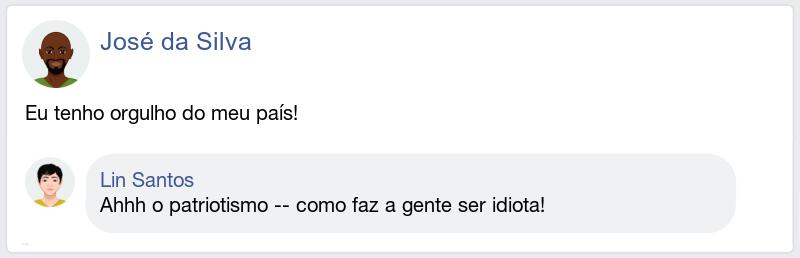 José da Silva
Eu tenho orgulho do meu país!
Lin Santos
Ahhh o patriotismo -- como faz a gente ser idiota!